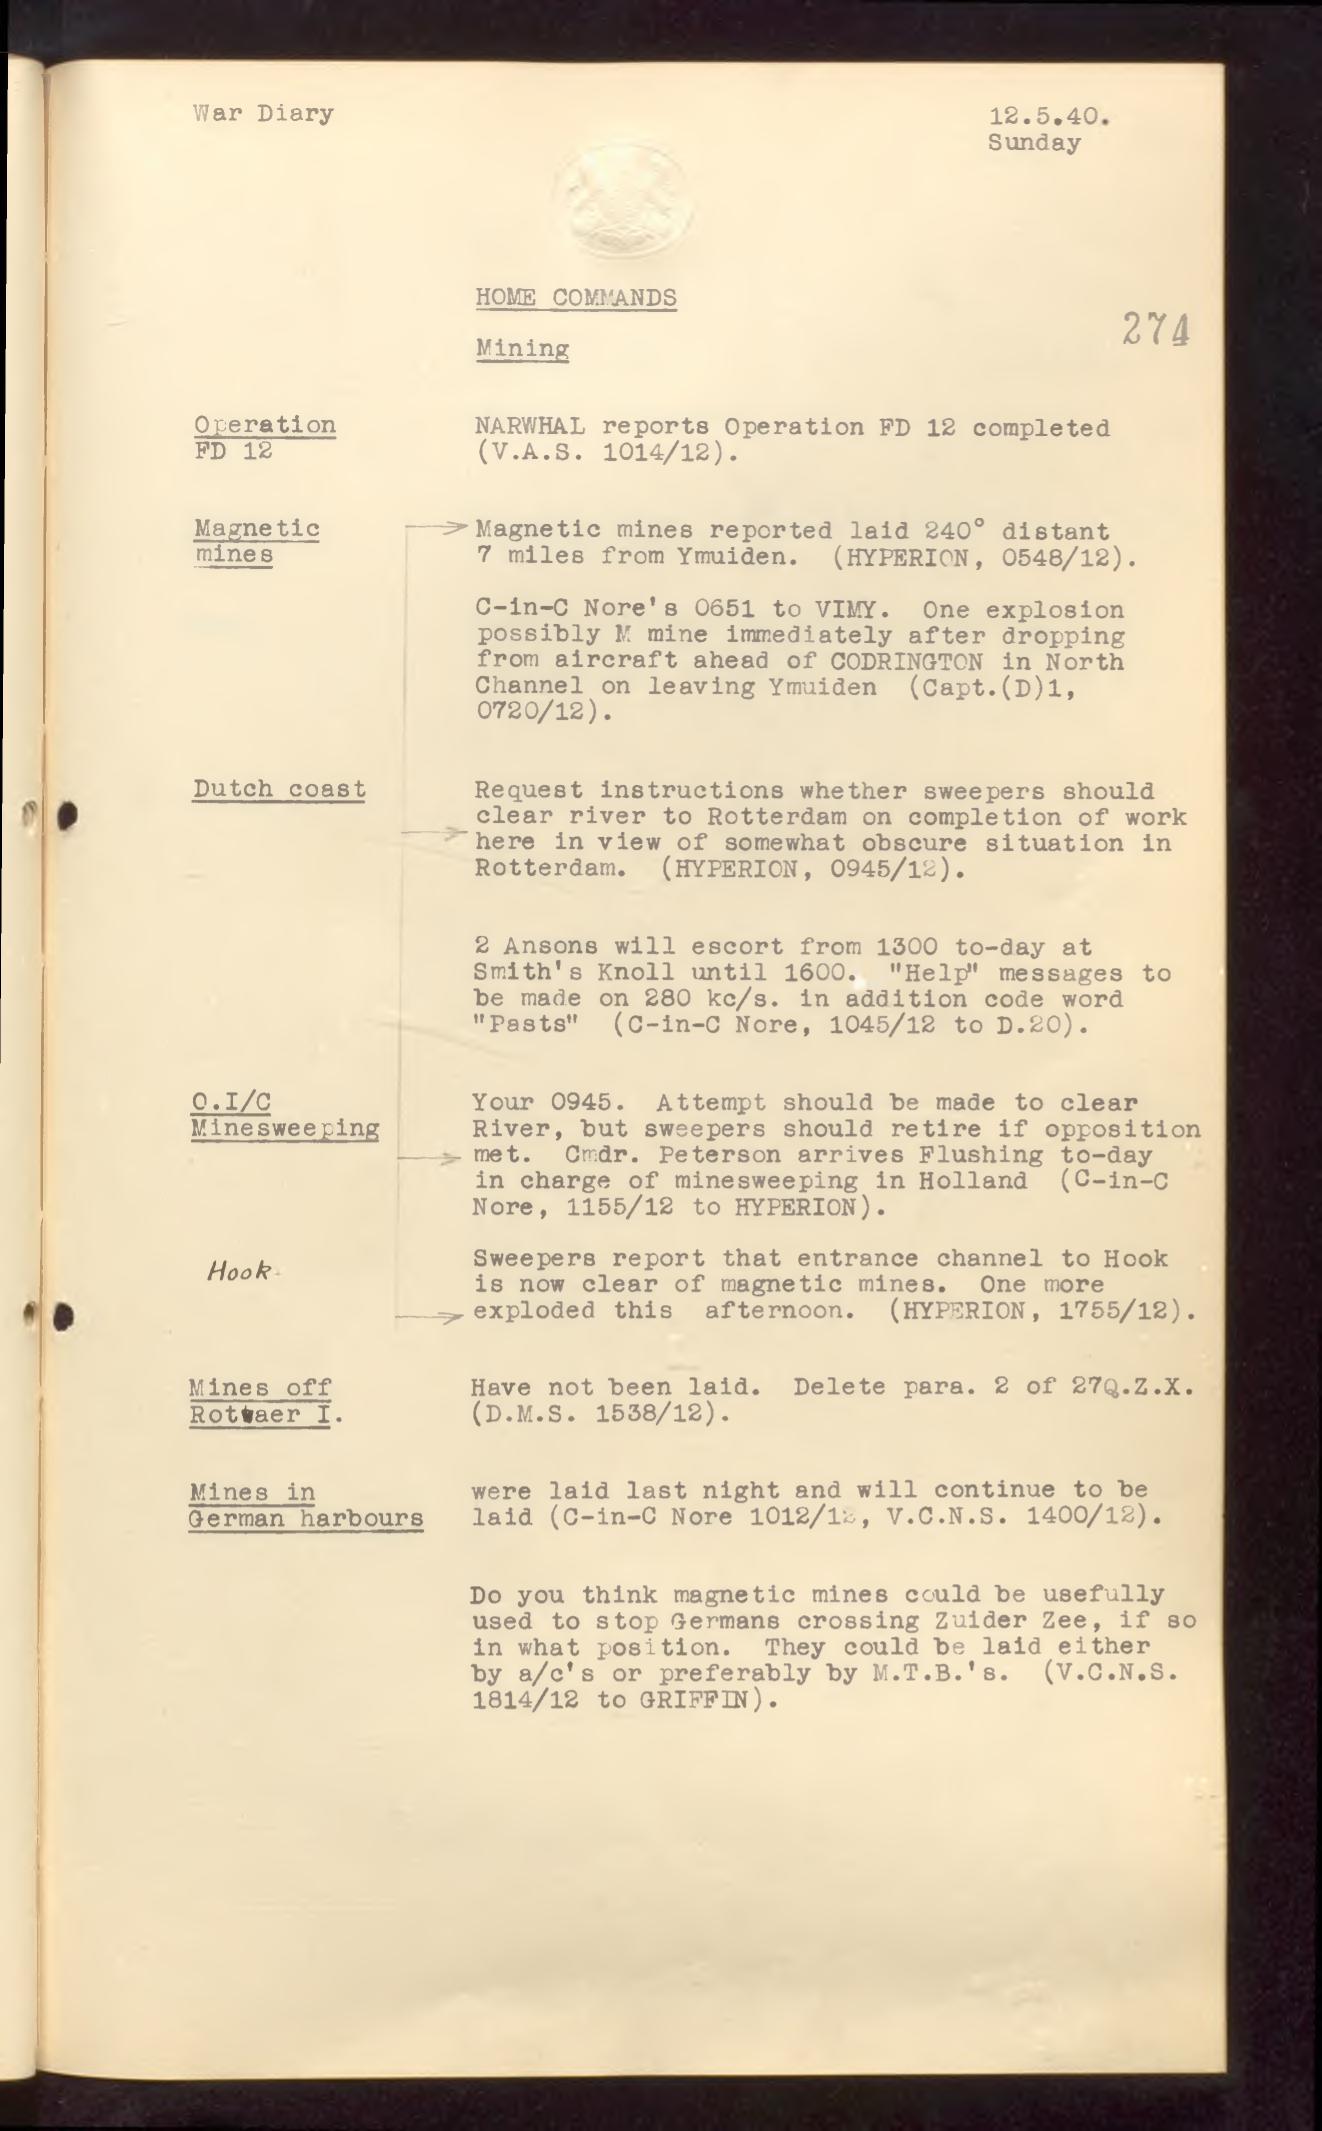 War Diary
12.5.40.
Sunday
HOME COMMANDS
274
Mining
Operation
FD 12
NARWHAL reports Operation FD 12 completed
(V.A.S. 1014/12).
Magnetic
mines
Magnetic mines reported laid 240° distant
7 miles from Ymuiden. (HYPERION, 0548/12).
C-in-C Nore's 0651 to VIMY. One explosion
possibly M mine immediately after dropping
from aircraft ahead of CODRINGTON in North
Channel on leaving Ymuiden (Capt.(D)1,
0720/12).
Dutch coast
Request instructions whether sweepers should
clear river to Rotterdam on completion of work
here in view of somewhat obscure situation in
Rotterdam. (HYPERION, 0945/12).
2 Ansons will escort from 1300 to-day at
Smith's Knoll until 1600. "Help" messages to
be made on 280 kc/s. in addition code word
"Pasts" (C-in-C Nore, 1045/12 to D.20).
O.I/C
Minesweeping
Your 0945. Attempt should be made to clear
River, but sweepers should retire if opposition
met. Cmdr. Peterson arrives Flushing to-day
in charge of minesweeping in Holland (C-in-C
Nore, 1155/12 to HYPERION).
Hook
Sweepers report that entrance channel to Hook
is now clear of magnetic mines. One more
exploded this afternoon. (HYPERION, 1755/12).
Mines off
I.
Have not been laid. Delete para. 2 of 27Q.Z.X.
(D.M.S. 1538/12).
Mines in
German harbours
were laid last night and will continue to be
laid (C-in-C Nore 1012/12, V.C.N.S. 1400/12).
Do you think magnetic mines could be usefully
used to stop Germans crossing Zuider Zee, if so
in what position. They could be laid either
by a/c's or preferably by M.T.B.'s. (V.C.N.S.
1814/12 to GRIFFIN).